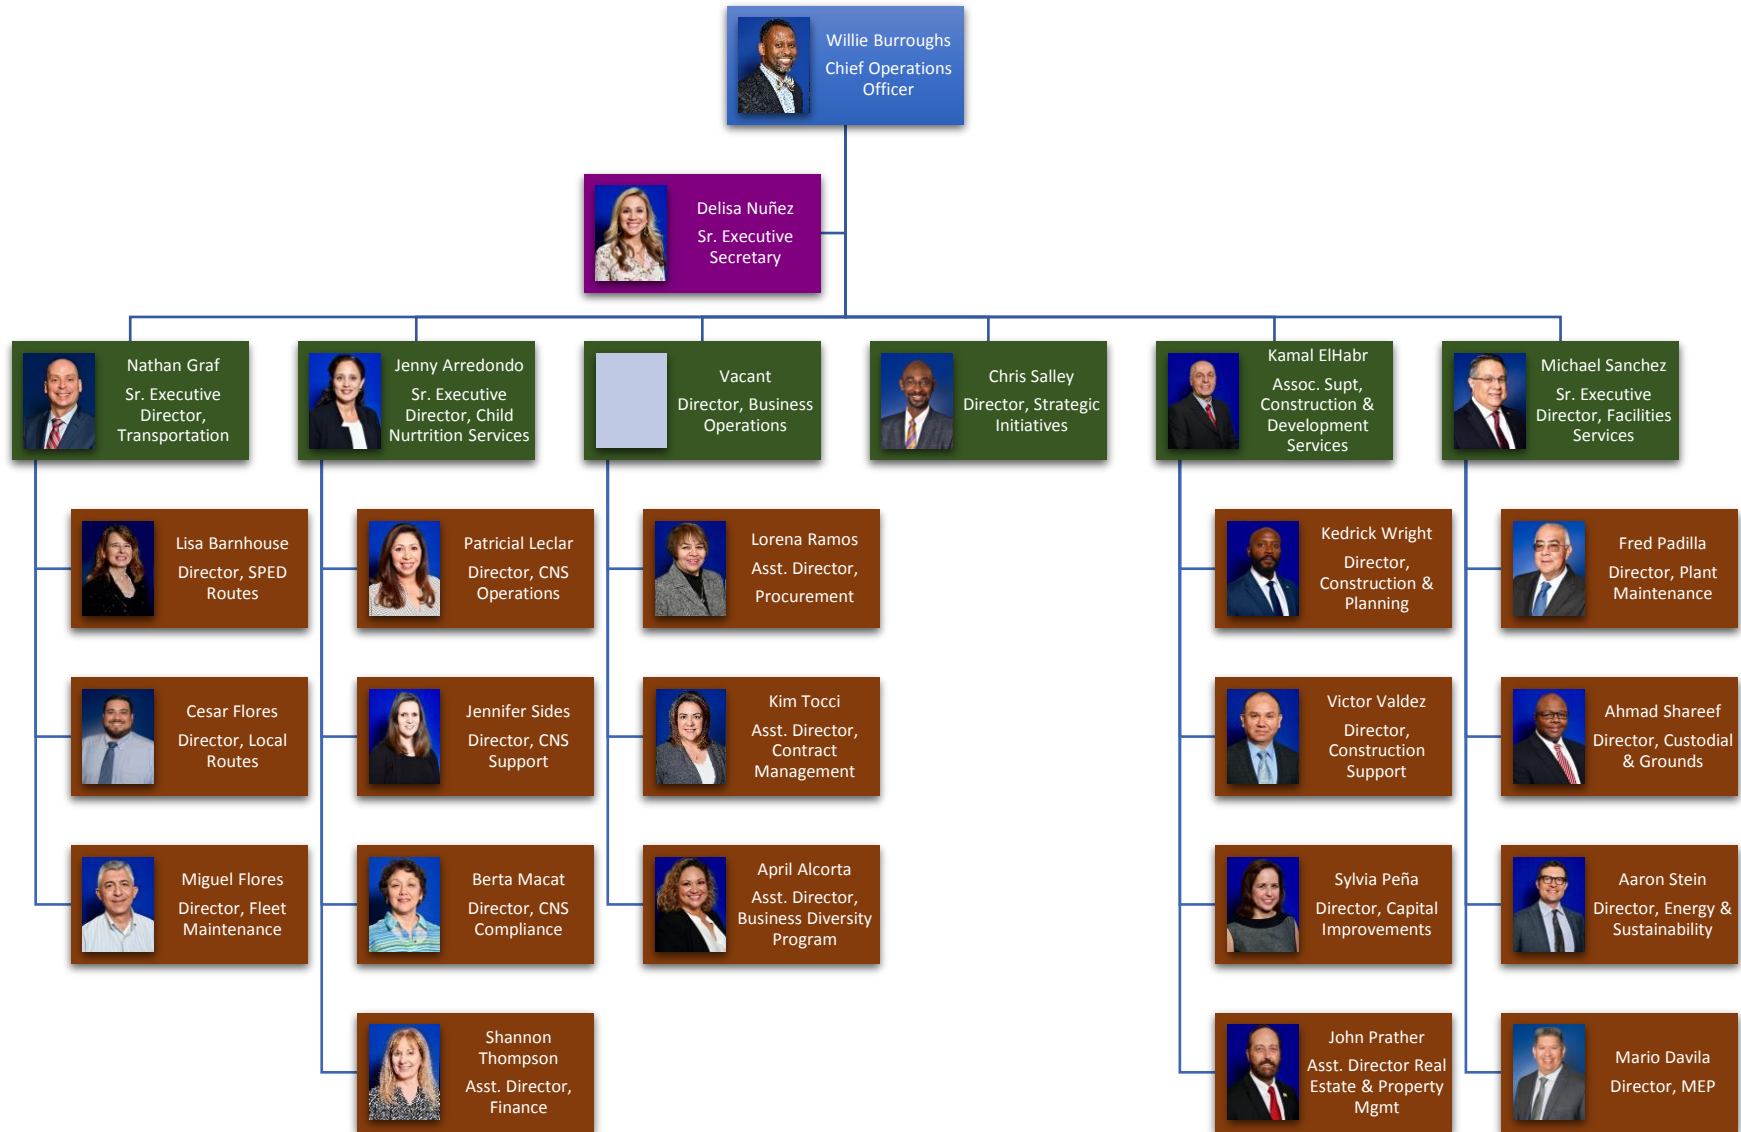 Willie Burroughs
Chief Operations
Officer
Delisa Nuñez
Sr. Executive
Secretary
Nathan Graf
Sr. Executive
Director,
Transportation
Jenny Arredondo
Sr. Executive
Director, Child
Nurtrition Services
Vacant
Director, Business
Operations
Chris Salley
Director, Strategic
Initiatives
Kamal ElHabr
Assoc. Supt,
Construction &
Development
Services
Michael Sanchez
Sr. Executive
Director, Facilities
Services
Lisa Barnhouse
Director, SPED
Routes
Patricial Leclar
Director, CNS
Operations
Lorena Ramos
Asst. Director,
Procurement
Kedrick Wright
Director,
Construction &
Planning
Fred Padilla
Director, Plant
Maintenance
Cesar Flores
Director, Local
Routes
Jennifer Sides
Director, CNS
Support
Kim Tocci
Asst. Director,
Contract
Management
Victor Valdez
Director,
Construction
Support
Ahmad Shareef
Director, Custodial
& Grounds
Miguel Flores
Director, Fleet
Maintenance
Berta Macat
Director, CNS
Compliance
April Alcorta
Asst. Director,
Business Diversity
Program
Sylvia Peña
Director, Capital
Improvements
Aaron Stein
Director, Energy &
Sustainability
Shannon
Thompson
Asst. Director,
Finance
John Prather
Asst. Director Real
Estate & Property
Mgmt
Mario Davila
Director, MEP